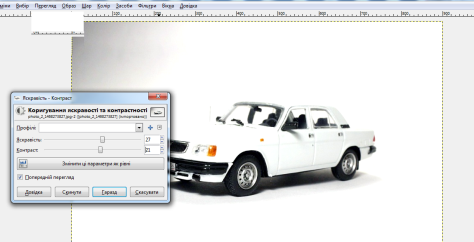 Вибір Перегляд Образ Шар Колір Засоби Фільтри Вікна Довідка
Яскравість - Контраст
Коригування яскравості та контрастності
Профілі:
Яскравість: 27
Контраст: 21
Змінити ці параметри як рівні
Попередній перегляд
Довідка Скинути Гаразд Скасувати